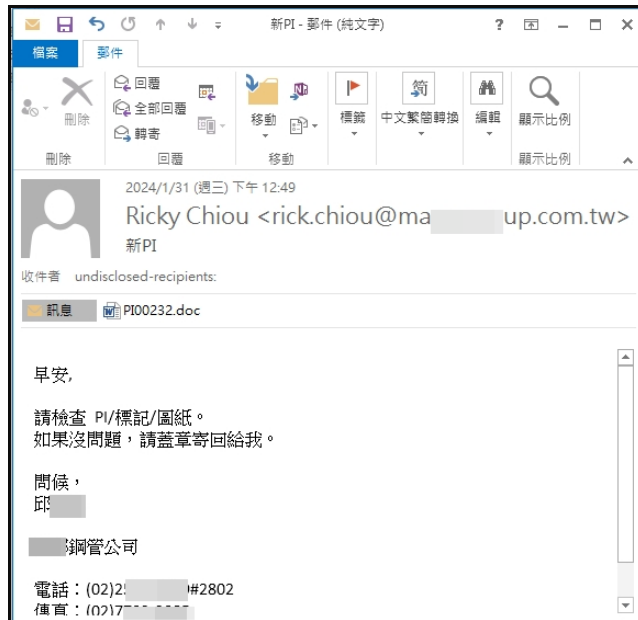 新PI - 郵件 (純文字)
檔案 郵件
刪除
回覆
全部回覆
轉寄
移動
標籤
简
中文繁簡轉換
編輯
顯示比例
刪除 回覆 移動 顯示比例
2024/1/31 (週三) 下午 12:49
Ricky Chiou <rick.chiou@ma up.com.tw>
新PI
收件者 undisclosed-recipients:
訊息 PI00232.doc
早安,
請檢查 PI/標記/圖紙。
如果沒問題，請蓋章寄回給我。
問候，
邱
鋼管公司
電話：(02)2 #2802
傳真：(02)7